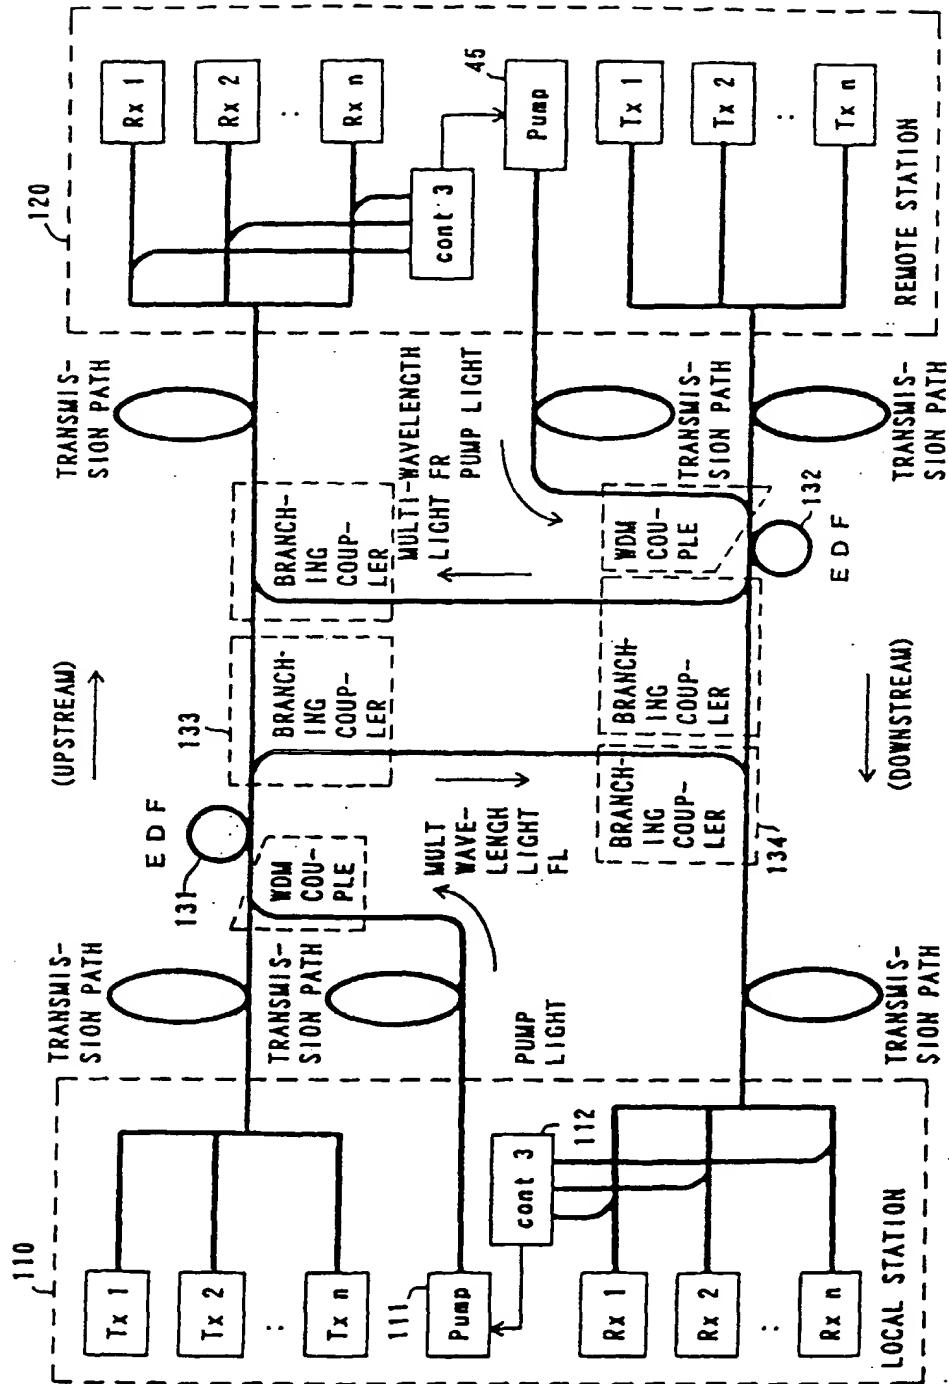 110
LOCAL STATION
Tx 1
Tx 2
:
Tx n
111
Pump
cont 3
112
Rx 1
Rx 2
:
Rx n
TRANSMIS-
SION PATH
TRANSMIS-
SION PATH
PUMP
LIGHT
TRANSMIS-
SION PATH
131
EDF
WDM
COU-
PLE
MULT
WAVE-
LENGH
LIGHT
FL
(UPSTREAM)
133
BRANCH-
ING
COUP-
LER
BRANCH-
ING
COUP-
LER
134
BRANCH-
ING
COUP-
LER
BRANCH-
ING
COUP-
LER
(DOWNSTREAM)
MULTI-WAVELENGTH
LIGHT FR
PUMP LIGHT
WDM
COU-
PLE
132
EDF
TRANSMIS-
SION PATH
TRANSMIS-
SION PATH
TRANSMIS-
SION PATH
120
REMOTE STATION
Rx 1
Rx 2
:
Rx n
cont 3
45
Pump
Tx 1
Tx 2
:
Tx n